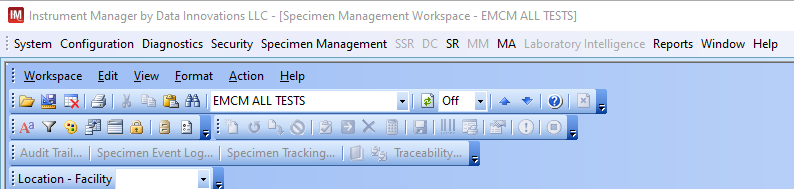 IM Instrument Manager by Data Innovations LLC - [Specimen Management Workspace - EMCM ALL TESTS]
System Configuration Diagnostics Security Specimen Management SSR DC SR MM MA Laboratory Intelligence Reports Window Help
Workspace Edit View Format Action Help
EMCM ALL TESTS Off
Audit Trail... Specimen Event Log... Specimen Tracking... Traceability...
Location - Facility